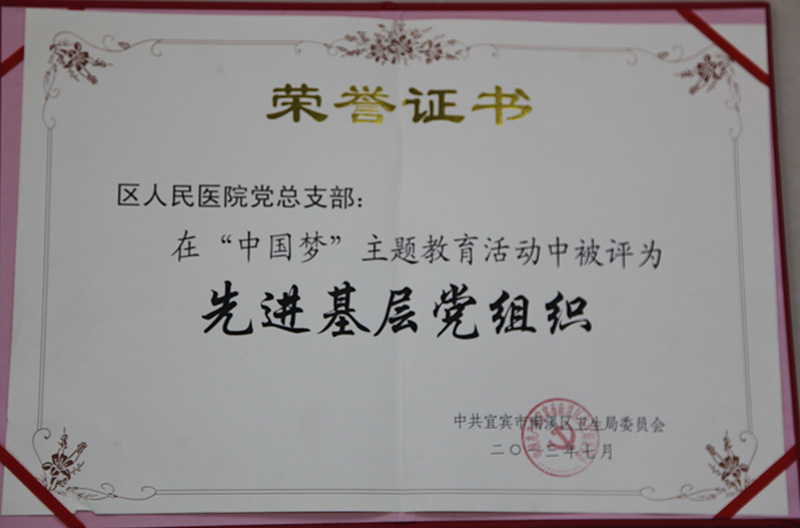 荣誉证书
区人民医院党总支部:
在“中国梦”主题教育活动中被评为
先进基层党组织
中共宜宾市南溪区卫生局委员会
二〇一三年七月